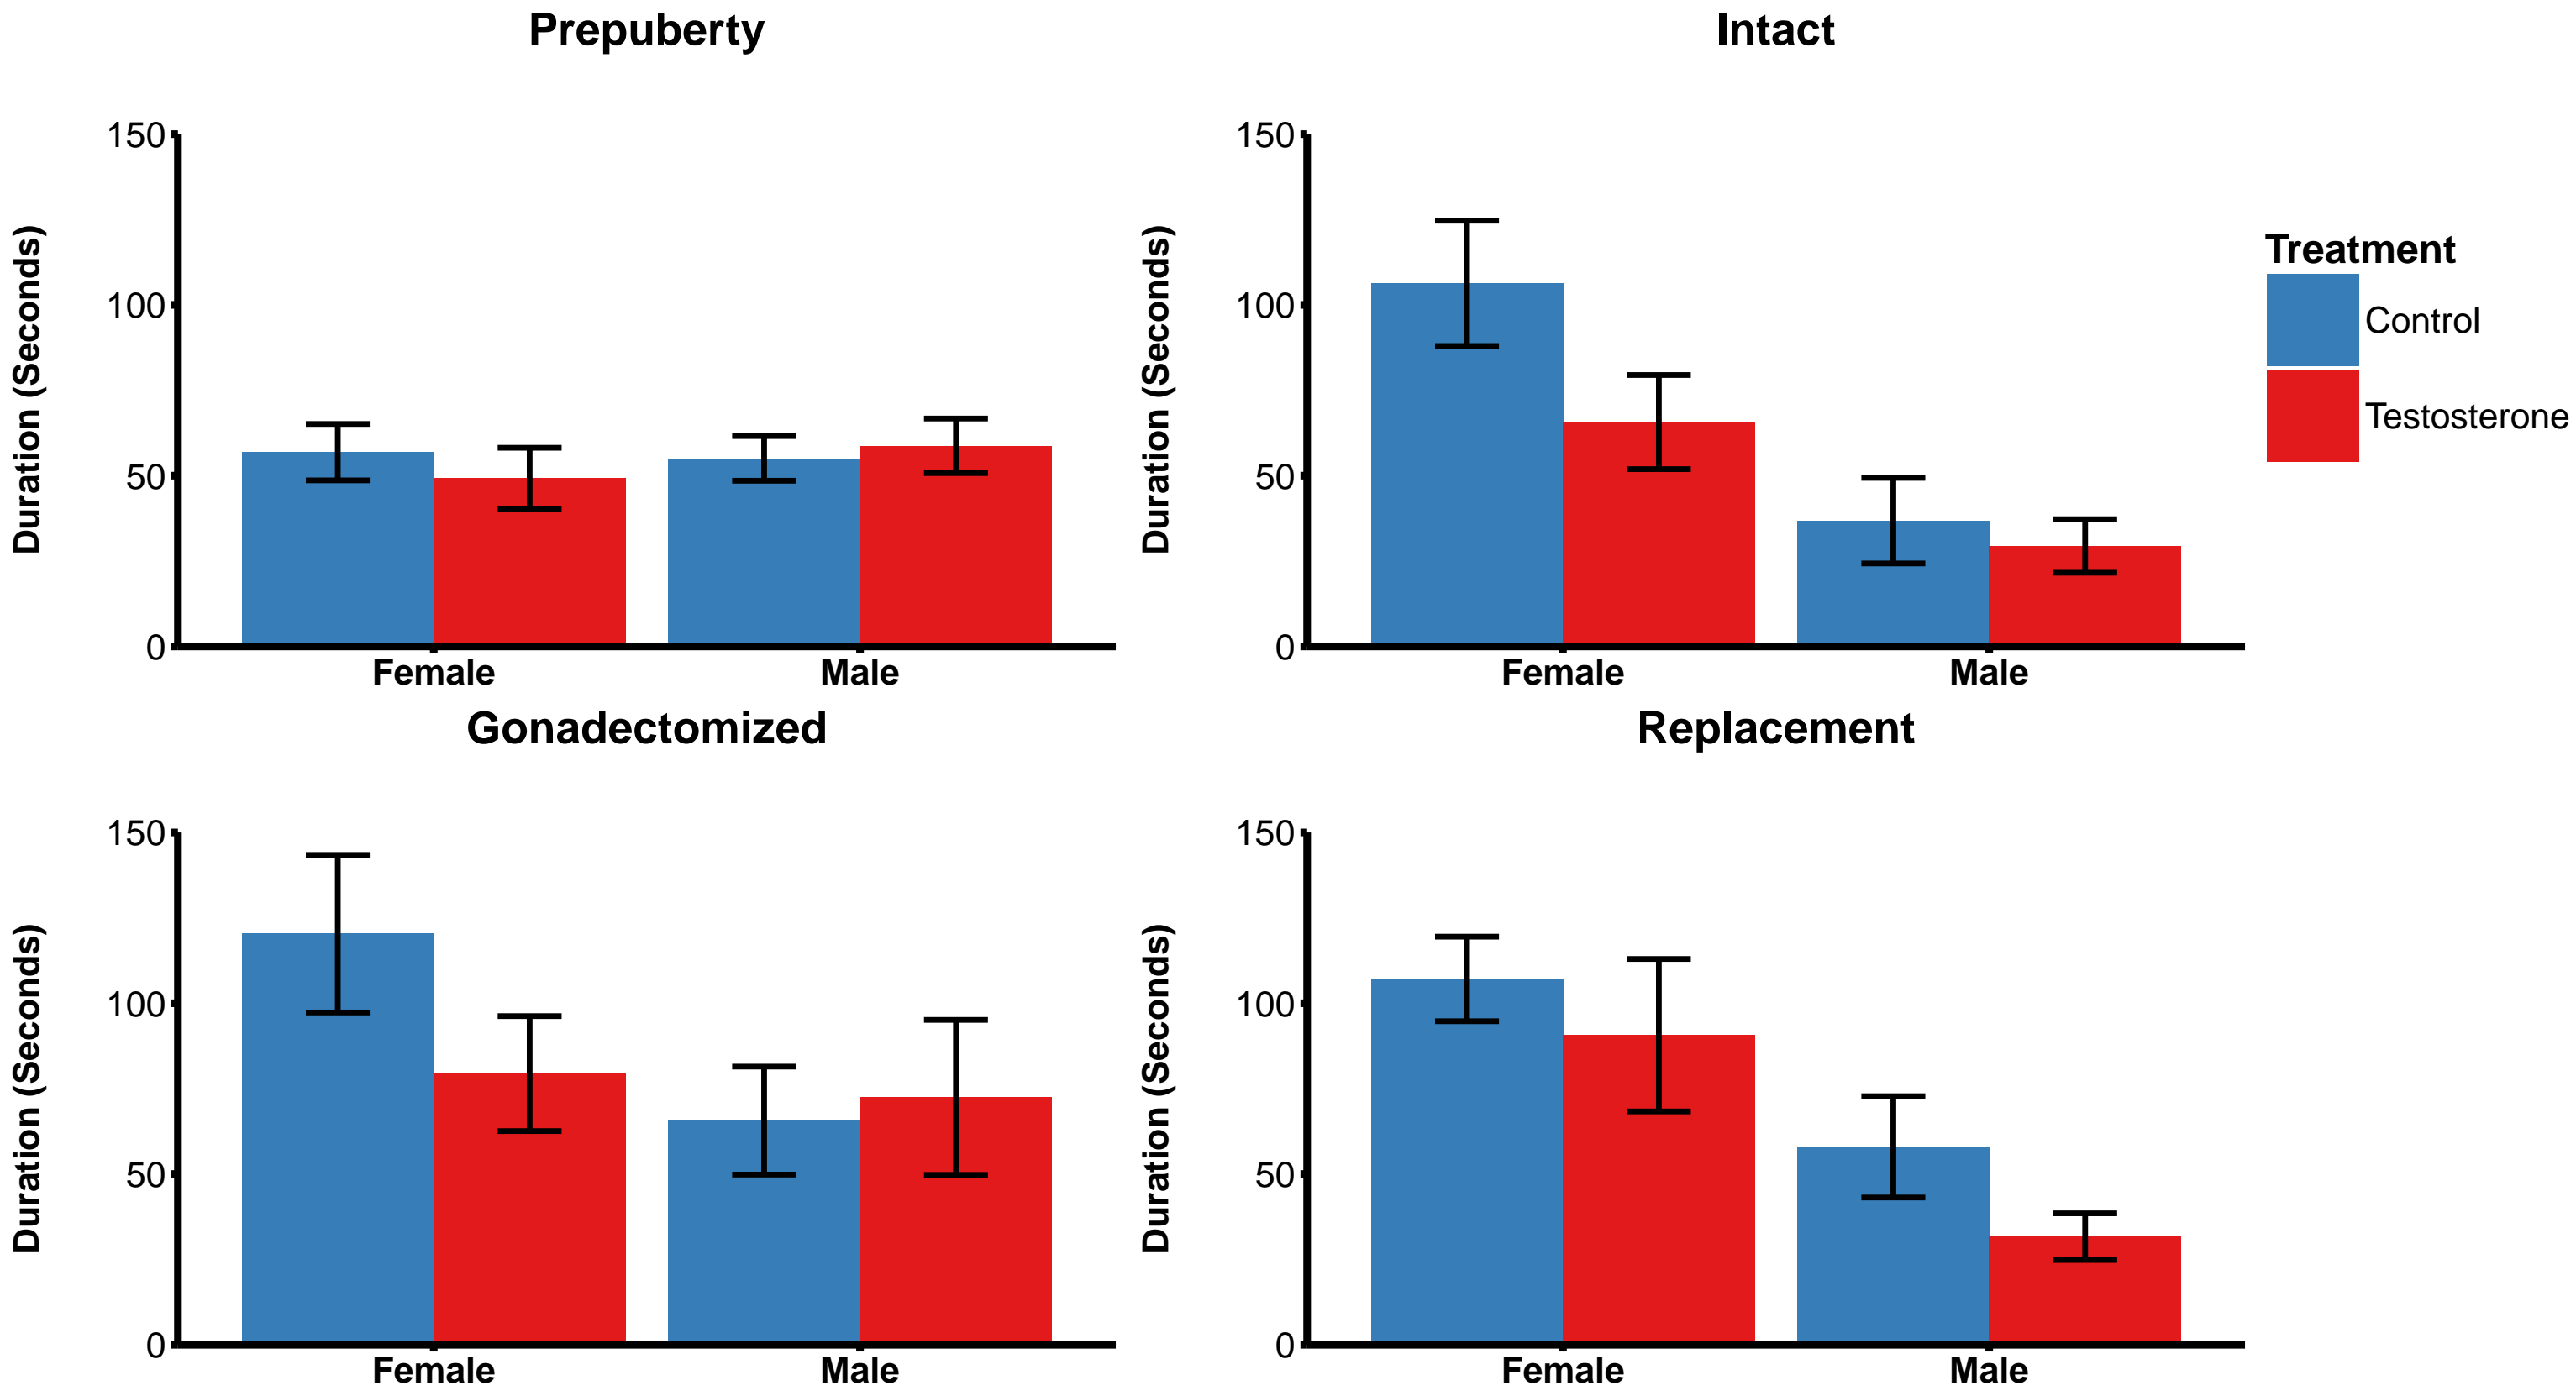 Prepuberty
150
100
50
0
Duration (Seconds)
Female Male
Intact
150
100
50
0
Duration (Seconds)
Female Male
Treatment
Control
Testosterone
Gonadectomized
150
100
50
0
Duration (Seconds)
Female Male
Replacement
150
100
50
0
Duration (Seconds)
Female Male